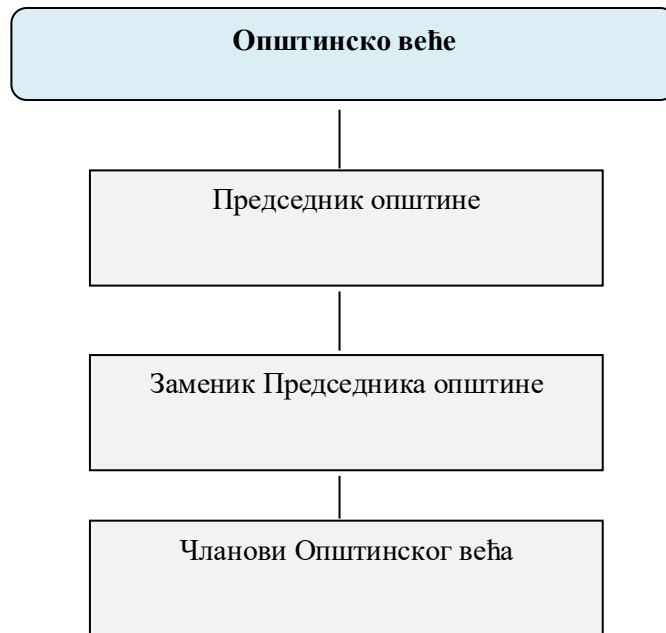 Општинско веће
Председник општине
Заменик Председника општине
Чланови Општинског већа